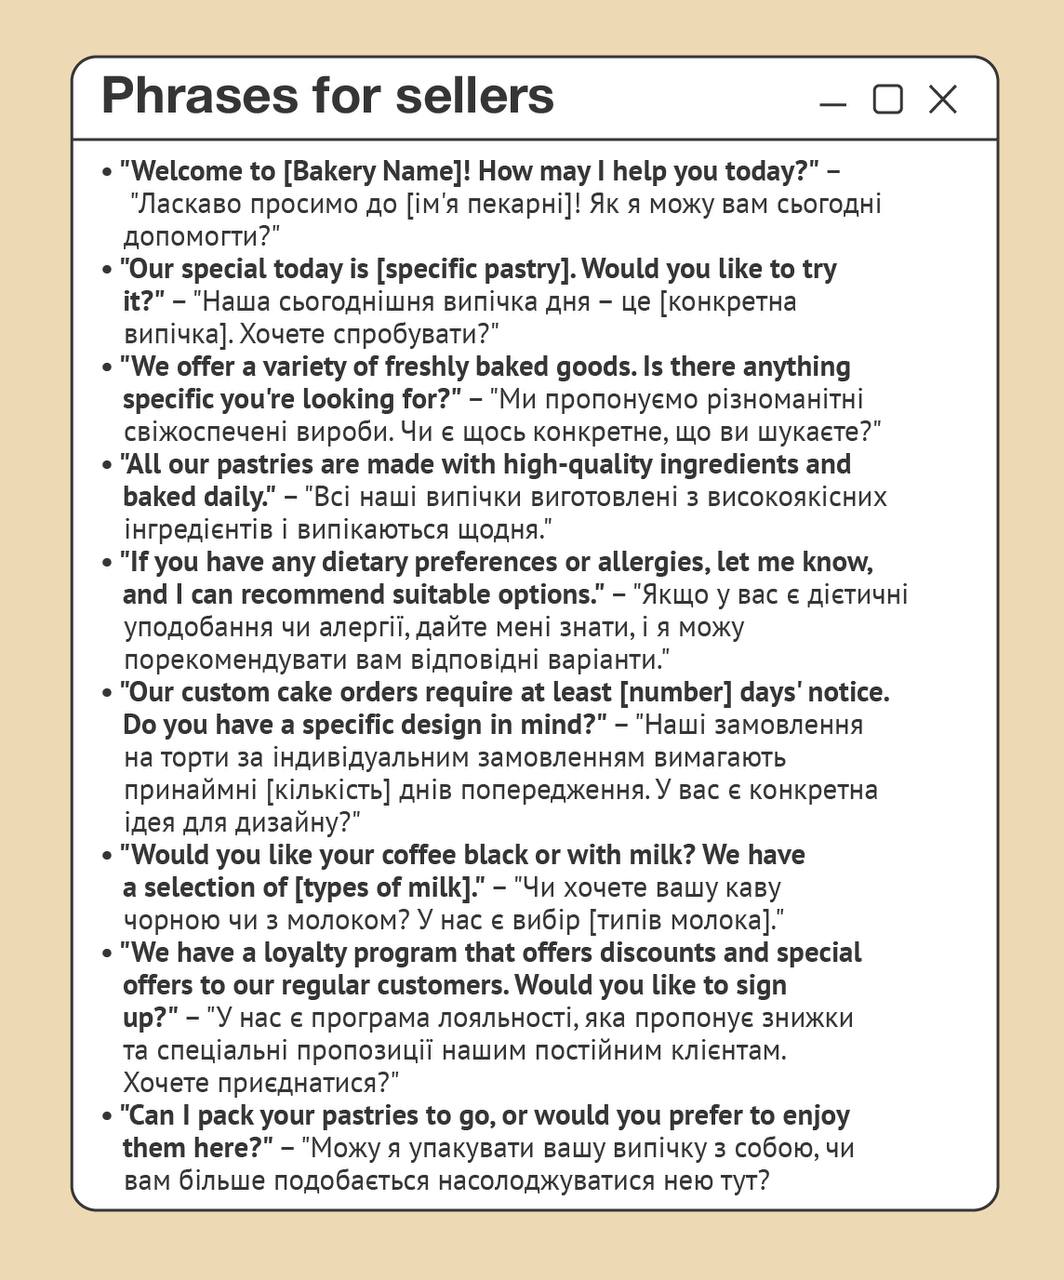 Phrases for sellers
• "Welcome to [Bakery Name]! How may I help you today?" –
"Ласкаво просимо до [ім'я пекарні]! Як я можу вам сьогодні
допомогти?"
• "Our special today is [specific pastry]. Would you like to try
it?" – "Наша сьогоднішня випічка дня – це [конкретна
випічка]. Хочете спробувати?"
• "We offer a variety of freshly baked goods. Is there anything
specific you're looking for?" – "Ми пропонуємо різноманітні
свіжоспечені вироби. Чи є щось конкретне, що ви шукаєте?"
• "All our pastries are made with high-quality ingredients and
baked daily." – "Всі наші випічки виготовлені з високоякісних
інгредієнтів і випікаються щодня."
• "If you have any dietary preferences or allergies, let me know,
and I can recommend suitable options." – "Якщо у вас є дієтичні
уподобання чи алергії, дайте мені знати, і я можу
порекомендувати вам відповідні варіанти."
• "Our custom cake orders require at least [number] days' notice.
Do you have a specific design in mind?" – "Наші замовлення
на торти за індивідуальним замовленням вимагають
принаймні [кількість] днів попередження. У вас є конкретна
ідея для дизайну?"
• "Would you like your coffee black or with milk? We have
a selection of [types of milk]." – "Чи хочете вашу каву
чорною чи з молоком? У нас є вибір [типів молока]."
• "We have a loyalty program that offers discounts and special
offers to our regular customers. Would you like to sign
up?" – "У нас є програма лояльності, яка пропонує знижки
та спеціальні пропозиції нашим постійним клієнтам.
Хочете приєднатися?"
• "Can I pack your pastries to go, or would you prefer to enjoy
them here?" – "Можу я упакувати вашу випічку з собою, чи
вам більше подобається насолоджуватися нею тут?